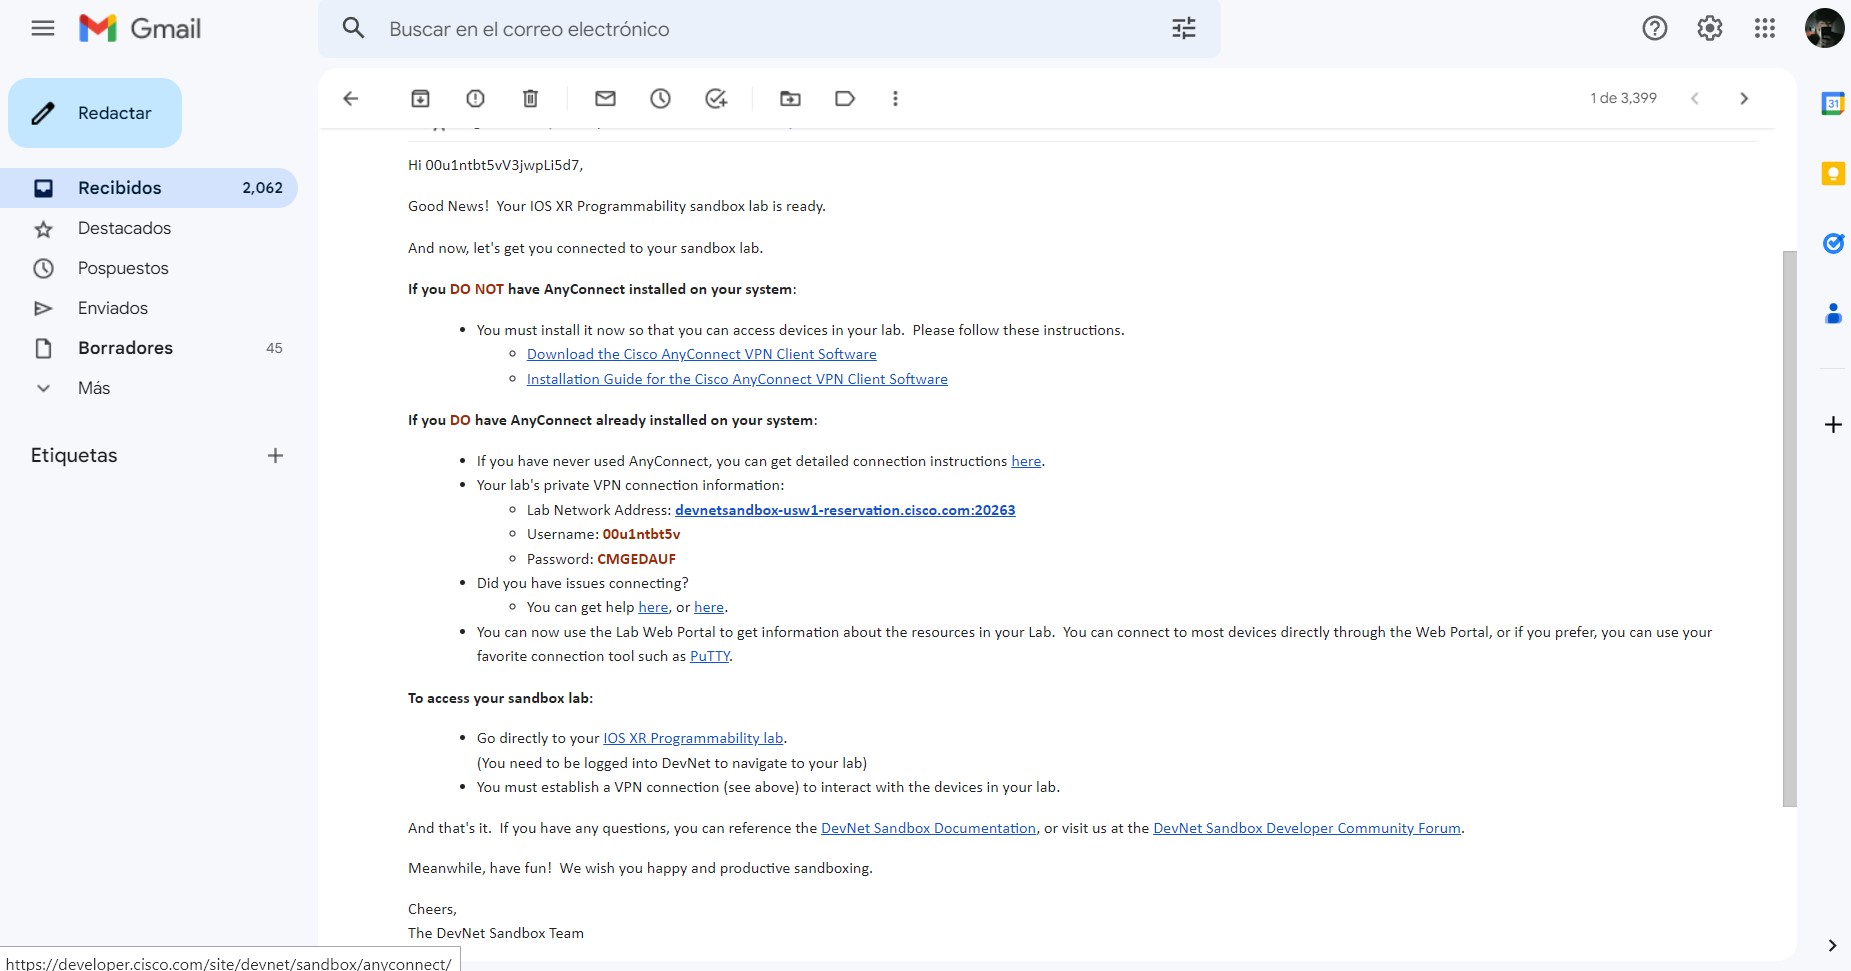 Gmail
Buscar en el correo electrónico
Redactar
1 de 3,399
31
Recibidos 2,062
Destacados
Pospuestos
Enviados
Borradores 45
Más
Etiquetas
Hi 00u1ntbt5vV3jwpLi5d7,
Good News!  Your IOS XR Programmability sandbox lab is ready.
And now, let's get you connected to your sandbox lab.
If you DO NOT have AnyConnect installed on your system:
You must install it now so that you can access devices in your lab.  Please follow these instructions.
Download the Cisco AnyConnect VPN Client Software
Installation Guide for the Cisco AnyConnect VPN Client Software
If you DO have AnyConnect already installed on your system:
If you have never used AnyConnect, you can get detailed connection instructions here.
Your lab's private VPN connection information:
Lab Network Address: devnetsandbox-usw1-reservation.cisco.com:20263
Username: 00u1ntbt5v
Password: CMGEDAUF
Did you have issues connecting?
You can get help here, or here.
You can now use the Lab Web Portal to get information about the resources in your Lab.  You can connect to most devices directly through the Web Portal, or if you prefer, you can use your
favorite connection tool such as PuTTY.
To access your sandbox lab:
Go directly to your IOS XR Programmability lab.
(You need to be logged into DevNet to navigate to your lab)
You must establish a VPN connection (see above) to interact with the devices in your lab.
And that's it.  If you have any questions, you can reference the DevNet Sandbox Documentation, or visit us at the DevNet Sandbox Developer Community Forum.
Meanwhile, have fun!  We wish you happy and productive sandboxing.
Cheers,
The DevNet Sandbox Team
https://developer.cisco.com/site/devnet/sandbox/anyconnect/